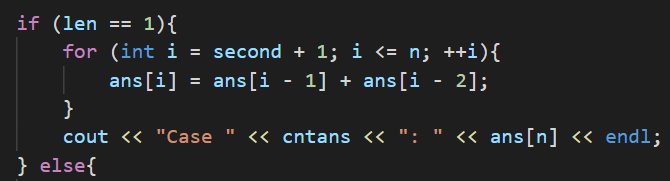 if (len == 1){
    for (int i = second + 1; i <= n; ++i){
        ans[i] = ans[i - 1] + ans[i - 2];
    }
    cout << "Case " << cntans << ": " << ans[n] << endl;
} else{